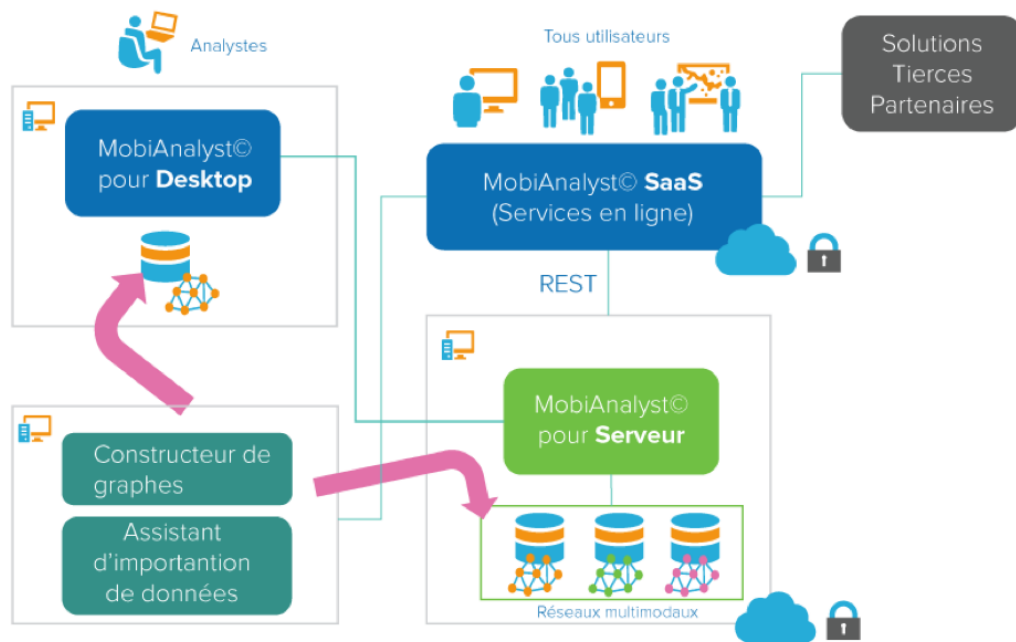 Analystes
Tous utilisateurs
Solutions
Tierces
Partenaires
MobiAnalyst©
pour Desktop
MobiAnalyst© SaaS
(Services en ligne)
REST
MobiAnalyst©
pour Serveur
Constructeur de
graphes
Assistant
d'importantion
de données
Réseaux multimodaux